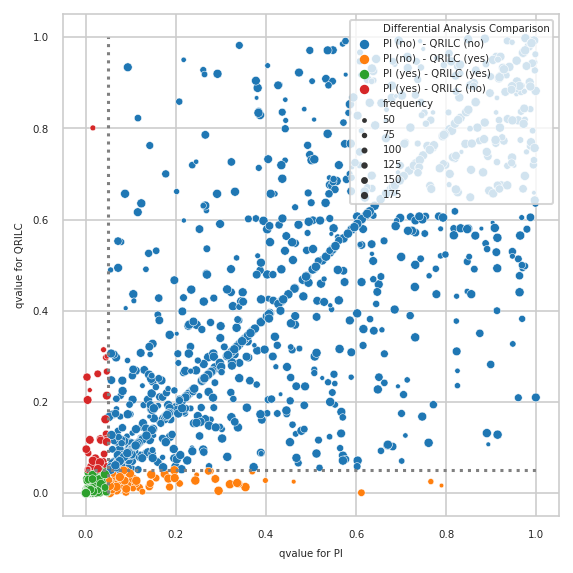 1.0
0.8
0.6
0.4
0.2
0.0
qvalue for QRILC
0.0 0.2 0.4 0.6 0.8 1.0
qvalue for PI
Differential Analysis Comparison
PI (no) - QRILC (no)
PI (no) - QRILC (yes)
PI (yes) - QRILC (yes)
PI (yes) - QRILC (no)
frequency
50
75
100
125
150
175